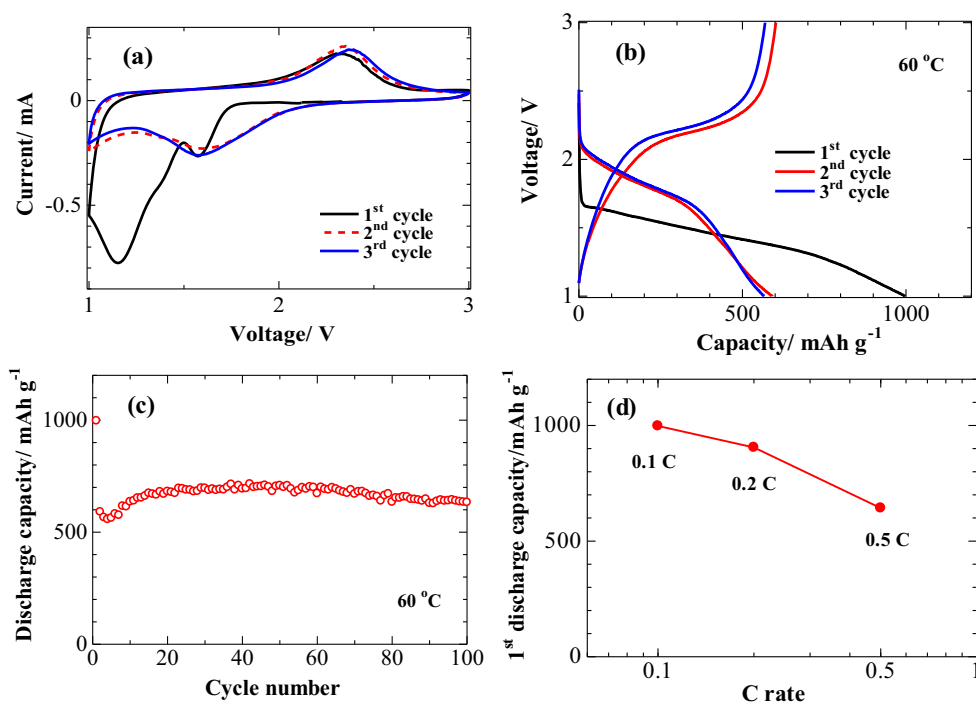 (a)
Current/ mA
0
-0.5
1st cycle
2nd cycle
3rd cycle
1 2 3
Voltage/ V
(b)
60 °C
Voltage/ V
3
2
1
1st cycle
2nd cycle
3rd cycle
0 500 1000
Capacity/ mAh g-1
(c)
Discharge capacity/ mAh g-1
1000
500
0
60 °C
0 20 40 60 80 100
Cycle number
(d)
1st discharge capacity/mAh g-1
1000
500
0
0.1 C
0.2 C
0.5 C
0.1 0.5 1
C rate